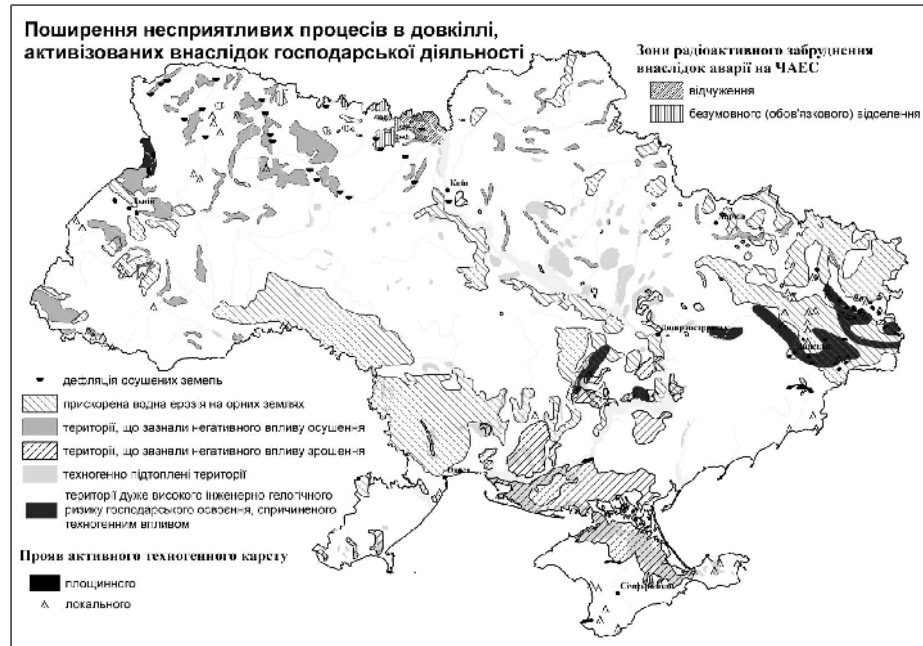 Поширення несприятливих процесів в довкіллі,
активізованих внаслідок господарської діяльності
Зони радіоактивного забруднення
внаслідок аварії на ЧАЕС
відчуження
безумовного (обов'язкового) відселення
Київ
Львів
Дніпропетровськ
дефляція осушених земель
прискорена водна ерозія на орних землях
території, що зазнали негативного впливу осушення
території, що зазнали негативного впливу зрошення
техногенно підтоплені території
Одеса
території дуже високого інженерно гелогічного
ризику господарського освоєння, спричиненого
техногенним впливом
Прояв активного техногенного карсту
площинного
локального
Сімферополь